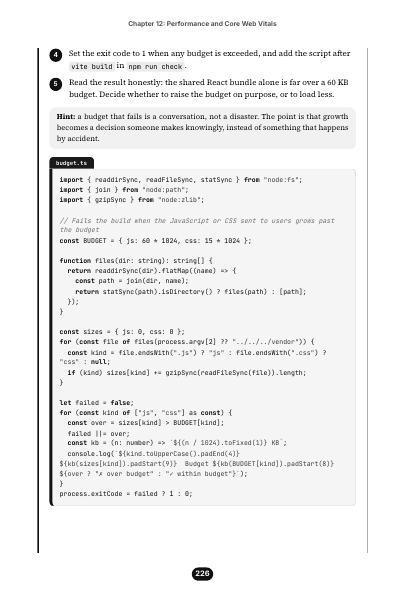 Chapter 12: Performance and Core Web Vitals
4 Set the exit code to 1 when any budget is exceeded, and add the script after
vite build in npm run check.
5 Read the result honestly: the shared React bundle alone is far over a 60 KB
budget. Decide whether to raise the budget on purpose, or to load less.
Hint: a budget that fails is a conversation, not a disaster. The point is that growth
becomes a decision someone makes knowingly, instead of something that happens
by accident.
budget.ts
import { readdirSync, readFileSync, statSync } from "node:fs";
import { join } from "node:path";
import { gzipSync } from "node:zlib";
// Fails the build when the JavaScript or CSS sent to users grows past
the budget
const BUDGET = { js: 60 * 1024, css: 15 * 1024 };
function files(dir: string): string[] {
  return readdirSync(dir).flatMap((name) => {
    const path = join(dir, name);
    return statSync(path).isDirectory() ? files(path) : [path];
  });
}
const sizes = { js: 0, css: 0 };
for (const file of files(process.argv[2] ?? "../../../vendor")) {
  const kind = file.endsWith(".js") ? "js" : file.endsWith(".css") ?
"css" : null;
  if (kind) sizes[kind] += gzipSync(readFileSync(file)).length;
}
let failed = false;
for (const kind of ["js", "css"] as const) {
  const over = sizes[kind] > BUDGET[kind];
  failed ||= over;
  const kb = (n: number) => `${(n / 1024).toFixed(1)} KB`;
  console.log(`${kind.toUpperCase().padEnd(4)}
${kb(sizes[kind]).padStart(9)}  Budget ${kb(BUDGET[kind]).padStart(8)}
${over ? "✗ over budget" : "✓ within budget"}`);
}
process.exitCode = failed ? 1 : 0;
226